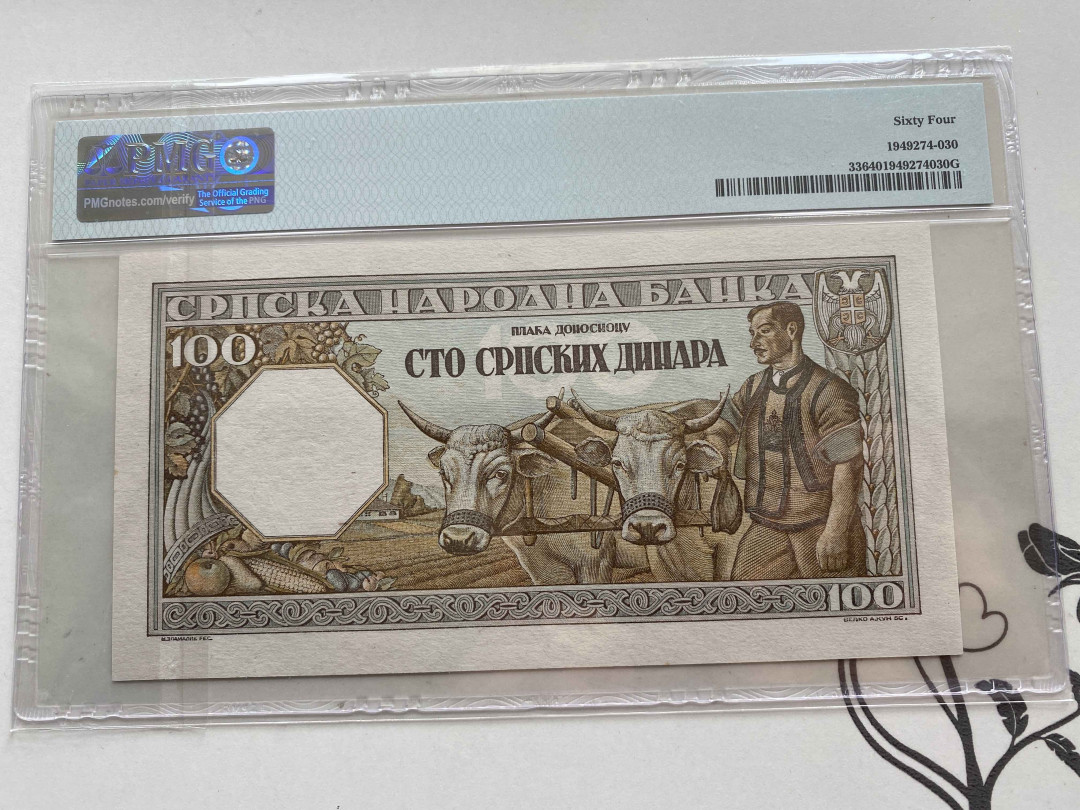 Sixty Four
1949274-030
336401949274030G
PMG
PMGnotes.com/verify
The Official Grading
Service of the PNG
СРПСКА НАРОДНА БАНКА
100
ПЛАЋА ДОНОСИОЦУ
СТО СРПСКИХ ДИНАРА
100